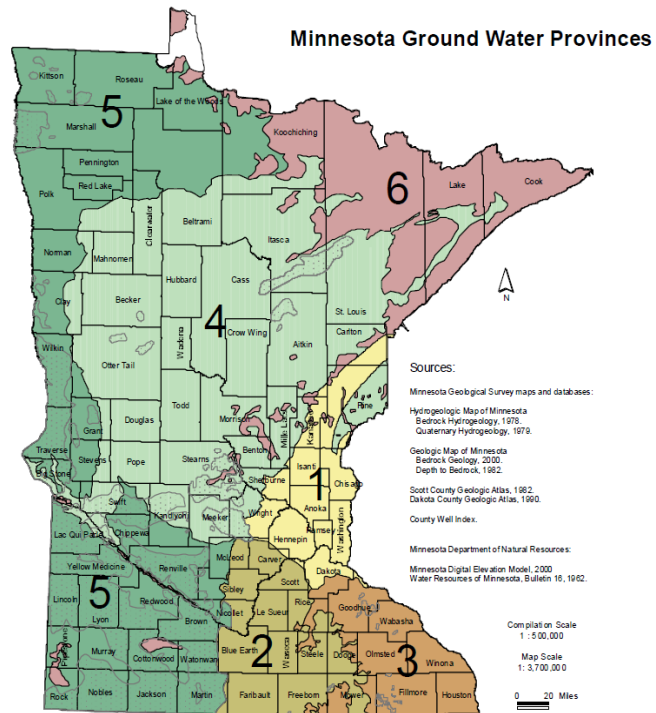 Minnesota Ground Water Provinces
Kittson
Roseau
Lake of the Woods
5
Marshall
Koochiching
Pennington
Red Lake
6
Lake
Cook
Polk
Clearwater
Beltrami
Itasca
Norman
Mahnomen
N
Hubbard
Cass
Clay
Becker
4
St. Louis
Crow Wing
Carlton
Wilkin
Wadena
Aitkin
Otter Tail
Sources:
Minnesota Geological Survey maps and databases:
Hydrogeologic Map of Minnesota
Bedrock Hydrogeology, 1978.
Quaternary Hydrogeology, 1979.
Geologic Map of Minnesota
Bedrock Geology, 2000.
Depth to Bedrock, 1982.
Scott County Geologic Atlas, 1982.
Dakota County Geologic Atlas, 1990.
County Well Index.
Minnesota Department of Natural Resources:
Minnesota Digital Elevation Model, 2000
Water Resources of Minnesota, Bulletin 16, 1962.
Compilation Scale
1 : 500,000
Map Scale
1: 3,700,000
0 20 Miles
Todd
Pine
Grant
Douglas
Morrison
Mille Lacs
Traverse
Stevens
Pope
Stearns
Benton
Isanti
1
Sherburne
Chisago
Swift
Kandiyohi
Meeker
Wright
Anoka
Washington
Ramsey
Lac Qui Parle
Chippewa
Hennepin
Yellow Medicine
Renville
McLeod
Carver
Dakota
5
Lincoln
Lyon
Redwood
Sibley
Scott
Nicollet
Le Sueur
Rice
Goodhue
Wabasha
Brown
Murray
Cottonwood
Watonwan
Blue Earth
2
Waseca
Steele
Dodge
Olmsted
3
Winona
Pipestone
Rock
Nobles
Jackson
Martin
Faribault
Freeborn
Mower
Fillmore
Houston